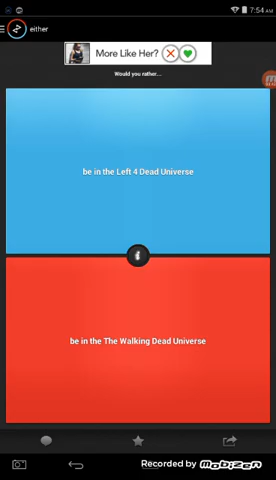 7:54 AM
either
More Like Her?
Would you rather...
be in the Left 4 Dead Universe
be in the The Walking Dead Universe
Recorded by mobizen